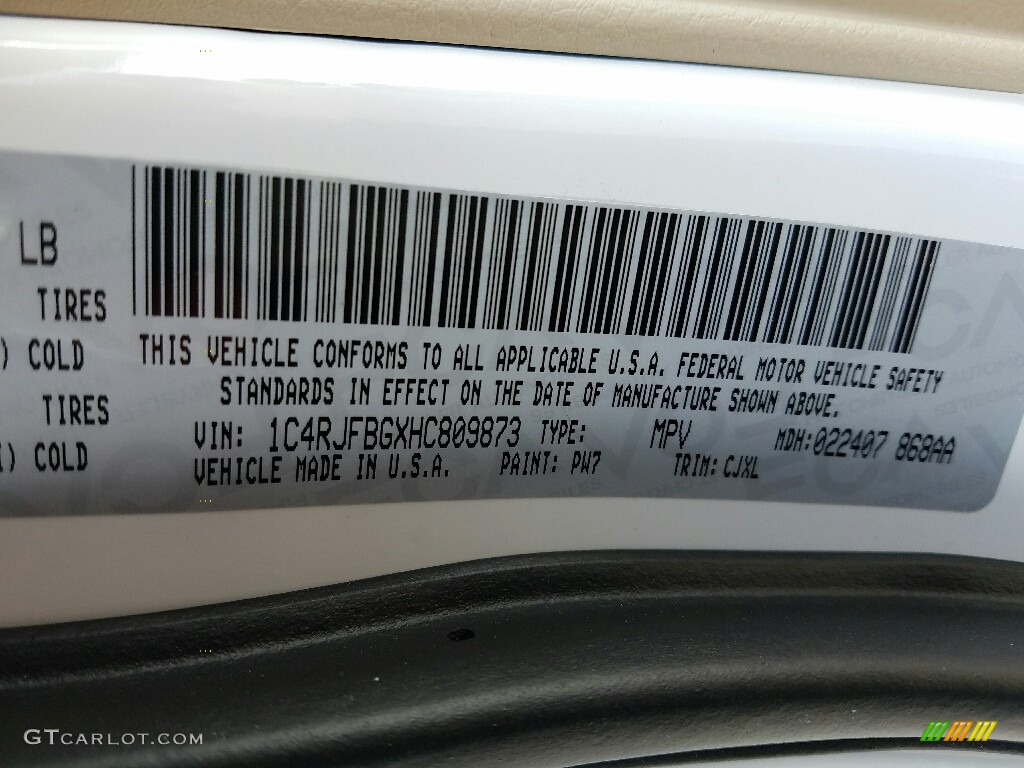 LB
TIRES
) COLD
TIRES
) COLD
THIS VEHICLE CONFORMS TO ALL APPLICABLE U.S.A. FEDERAL MOTOR VEHICLE SAFETY
STANDARDS IN EFFECT ON THE DATE OF MANUFACTURE SHOWN ABOVE.
VIN: 1C4RJFBGXHC809873 TYPE: MPV MDH:022407 868AA
VEHICLE MADE IN U.S.A. PAINT: PW7 TRIM: CJXL
GTCARLOT.COM